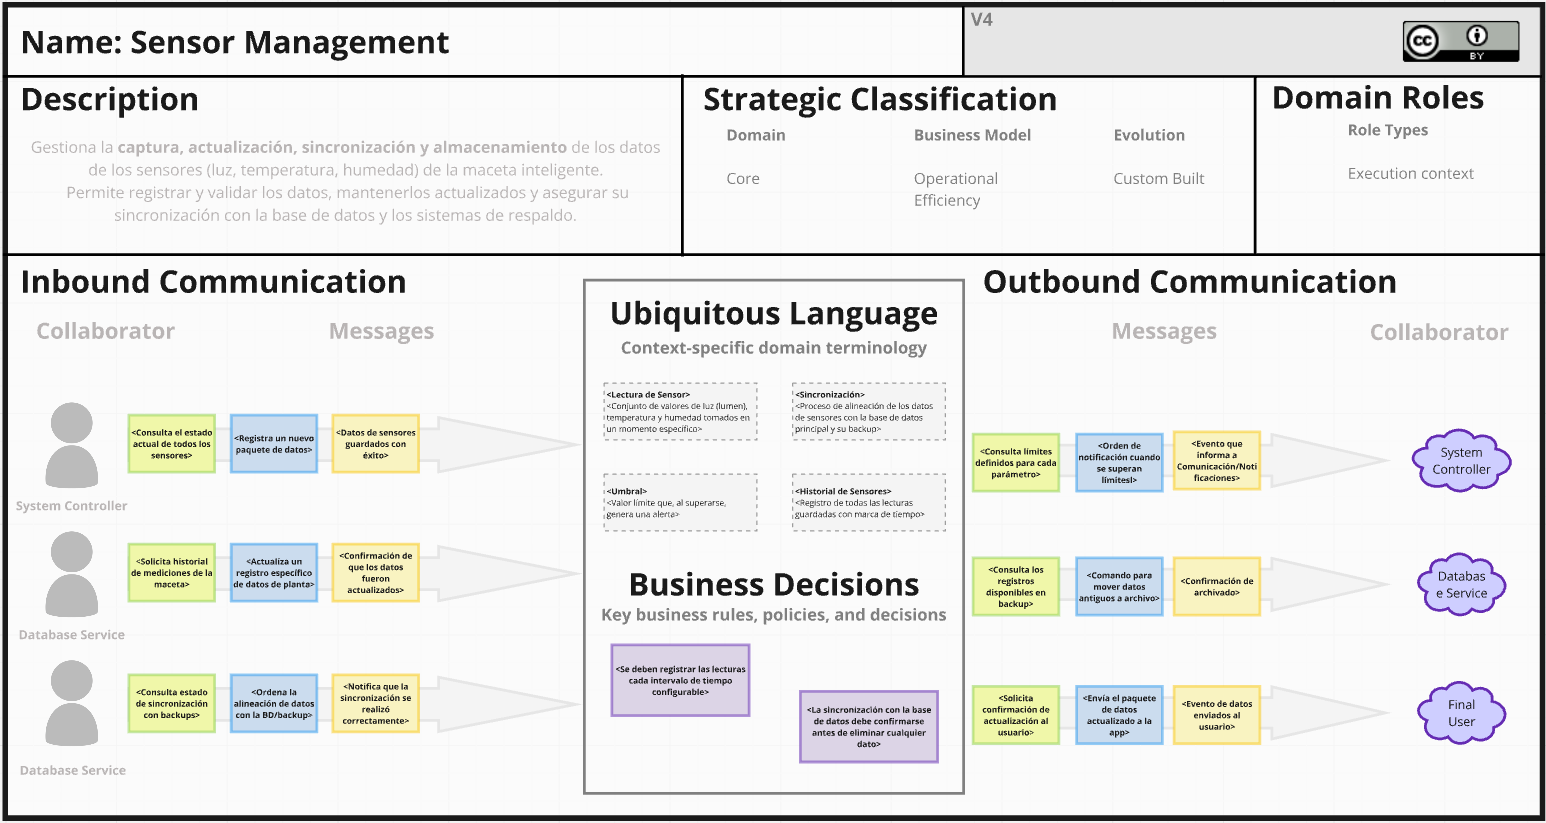 Name: Sensor Management
V4
cc
BY
Description
Gestiona la captura, actualización, sincronización y almacenamiento de los datos
de los sensores (luz, temperatura, humedad) de la maceta inteligente.
Permite registrar y validar los datos, mantenerlos actualizados y asegurar su
sincronización con la base de datos y los sistemas de respaldo.
Strategic Classification
Domain
Core
Business Model
Operational
Efficiency
Evolution
Custom Built
Domain Roles
Role Types
Execution context
Inbound Communication
Collaborator
Messages
System Controller
<Consulta el estado
actual de todos los
sensores>
<Registra un nuevo
paquete de datos>
<Datos de sensores
guardados con
éxito>
Database Service
<Solicita historial
de mediciones de la
maceta>
<Actualiza un
registro específico
de datos de planta>
<Confirmación de
que los datos
fueron
actualizados>
Database Service
<Consulta estado
de sincronización
con backups>
<Ordena la
alineación de datos
con la BD/backup>
<Notifica que la
sincronización se
realizó
correctamente>
Ubiquitous Language
Context-specific domain terminology
<Lectura de Sensor>
<Conjunto de valores de luz (lumen),
temperatura y humedad tomados en
un momento específico>
<Sincronización>
<Proceso de alineación de los datos
de sensores con la base de datos
principal y su backup>
<Umbral>
<Valor límite que, al superarse,
genera una alerta>
<Historial de Sensores>
<Registro de todas las lecturas
guardadas con marca de tiempo>
Business Decisions
Key business rules, policies, and decisions
<Se deben registrar las lecturas
cada intervalo de tiempo
configurable>
<La sincronización con la base
de datos debe confirmarse
antes de eliminar cualquier
dato>
Outbound Communication
Messages
Collaborator
<Consulta límites
definidos para cada
parámetro>
<Orden de
notificación cuando
se superan
límitesl>
<Evento que
informa a
Comunicación/Noti
ficaciones>
System
Controller
<Consulta los
registros
disponibles en
backup>
<Comando para
mover datos
antiguos a archivo>
<Confirmación de
archivado>
Databas
e Service
<Solicita
confirmación de
actualización al
usuario>
<Envía el paquete
de datos
actualizado a la
app>
<Evento de datos
enviados al
usuario>
Final
User